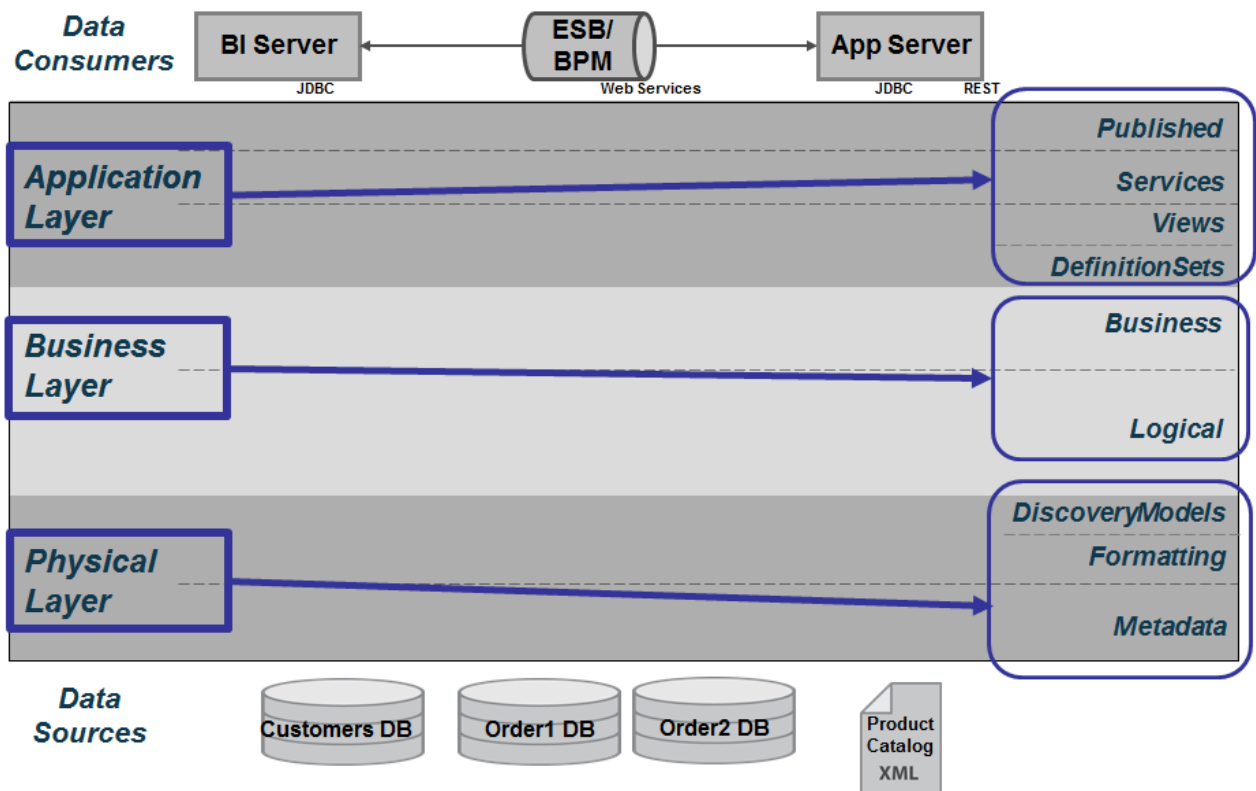 Data
Consumers
BI Server
ESB/
BPM
App Server
JDBC
Web Services
JDBC
REST
Application
Layer
Published
Services
Views
DefinitionSets
Business
Layer
Business
Logical
Physical
Layer
DiscoveryModels
Formatting
Metadata
Data
Sources
Customers DB
Order1 DB
Order2 DB
Product
Catalog
XML